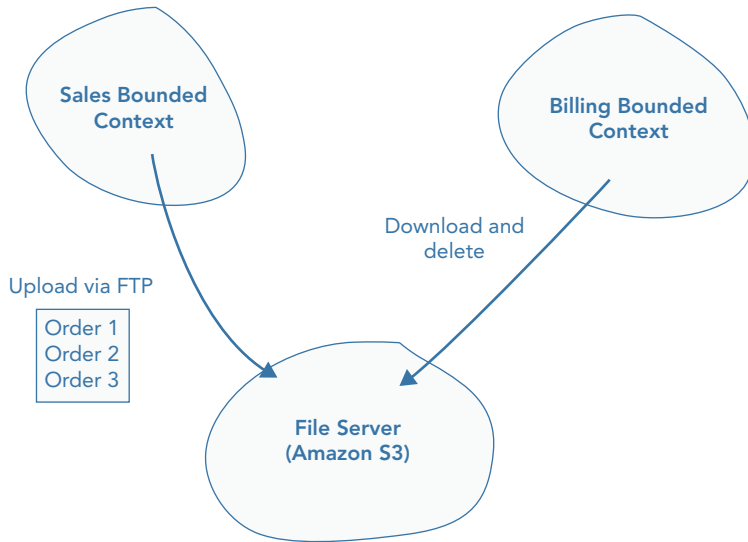 Sales Bounded
Context
Billing Bounded
Context
Download and
delete
Upload via FTP
Order 1
Order 2
Order 3
File Server
(Amazon S3)